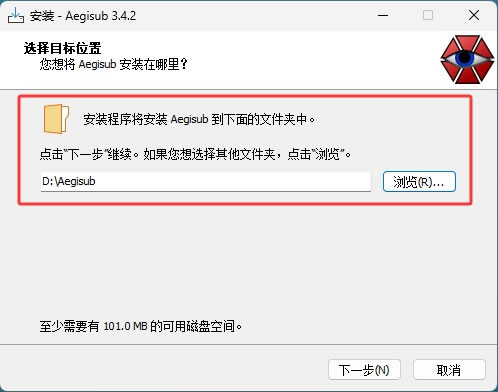 安装 - Aegisub 3.4.2
选择目标位置
您想将 Aegisub 安装在哪里？
安装程序将安装 Aegisub 到下面的文件夹中。
点击“下一步”继续。如果您想选择其他文件夹，点击“浏览”。
D:\Aegisub
浏览(R)...
至少需要有 101.0 MB 的可用磁盘空间。
下一步(N)
取消